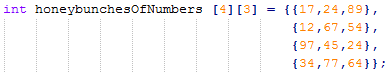 int honeybunchesOfNumbers [4][3] = {{17,24,89},
{12,67,54},
{97,45,24},
{34,77,64}};